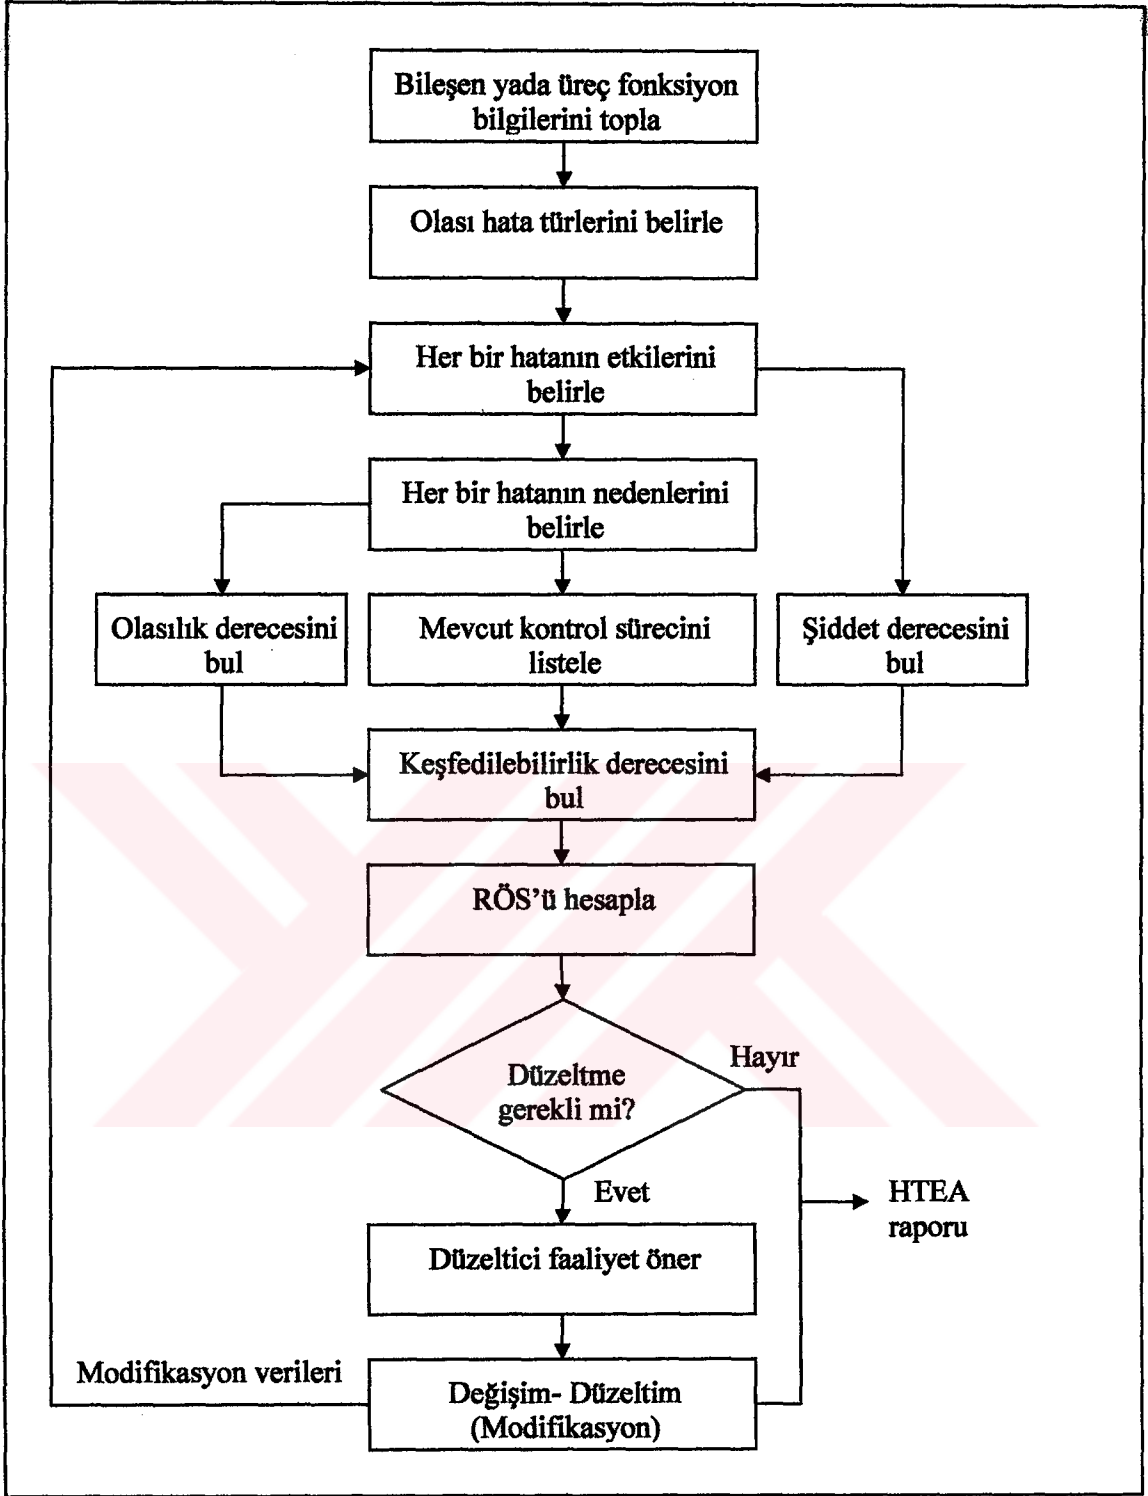 Bileşen yada üreç fonksiyon
bilgilerini topla
Olası hata türlerini belirle
Her bir hatanın etkilerini
belirle
Her bir hatanın nedenlerini
belirle
Olasılık derecesini
bul
Mevcut kontrol sürecini
listele
Şiddet derecesini
bul
Keşfedilebilirlik derecesini
bul
RÖS'ü hesapla
Düzeltme
gerekli mi?
Hayır
Evet
HTEA
raporu
Düzeltici faaliyet öner
Modifikasyon verileri
Değişim- Düzeltim
(Modifikasyon)